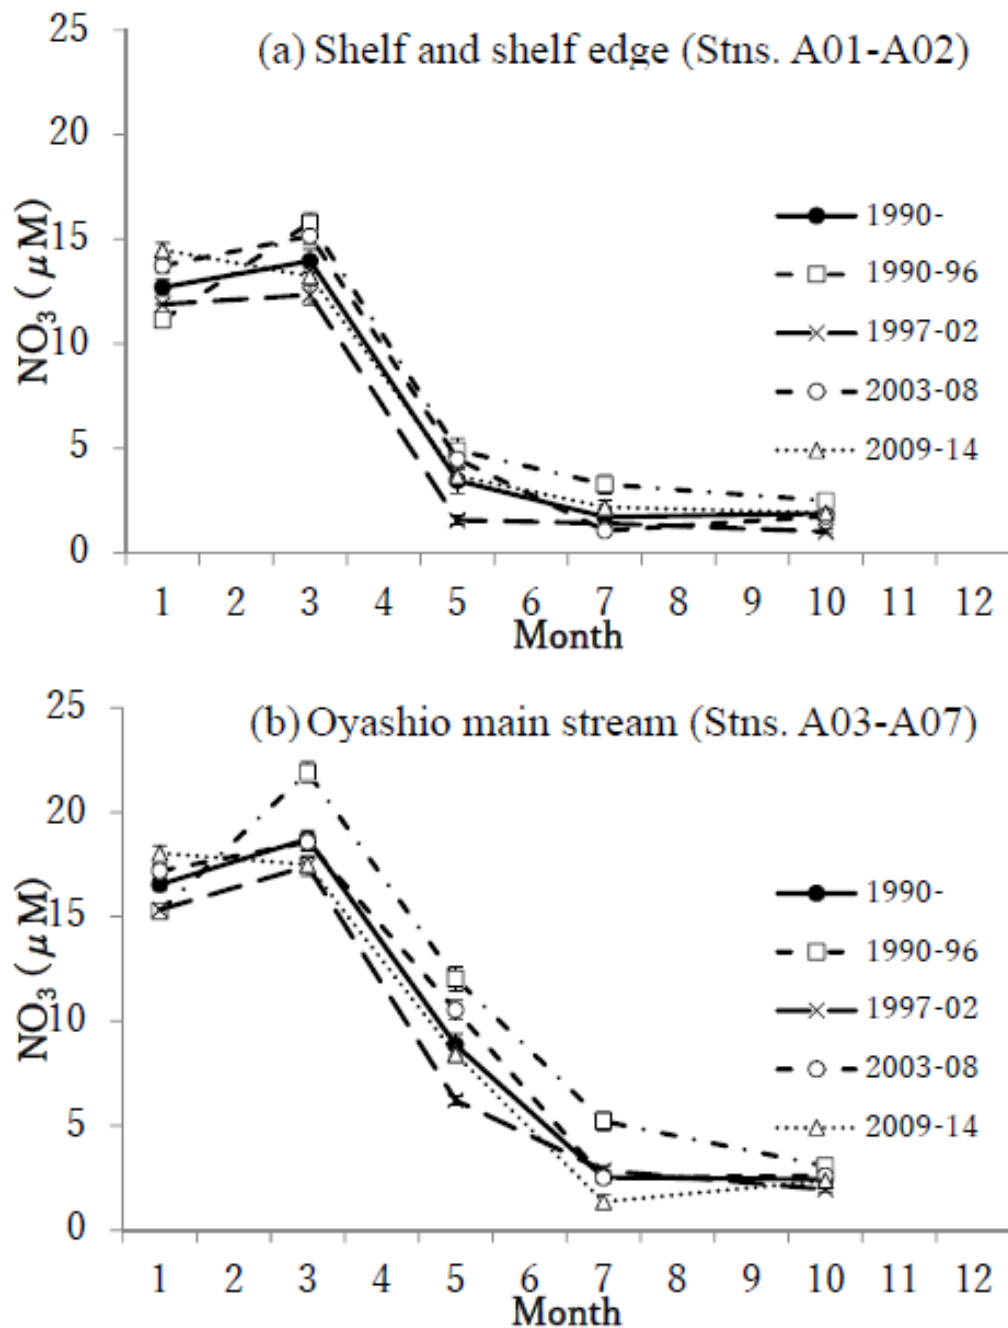 25
(a) Shelf and shelf edge (Stns. A01-A02)
20
15
10
5
0
NO₃ (μM)
1990-
1990-96
1997-02
2003-08
2009-14
1 2 3 4 5 6 7 8 9 10 11 12
Month
25
(b) Oyashio main stream (Stns. A03-A07)
20
15
10
5
0
NO₃ (μM)
1990-
1990-96
1997-02
2003-08
2009-14
1 2 3 4 5 6 7 8 9 10 11 12
Month